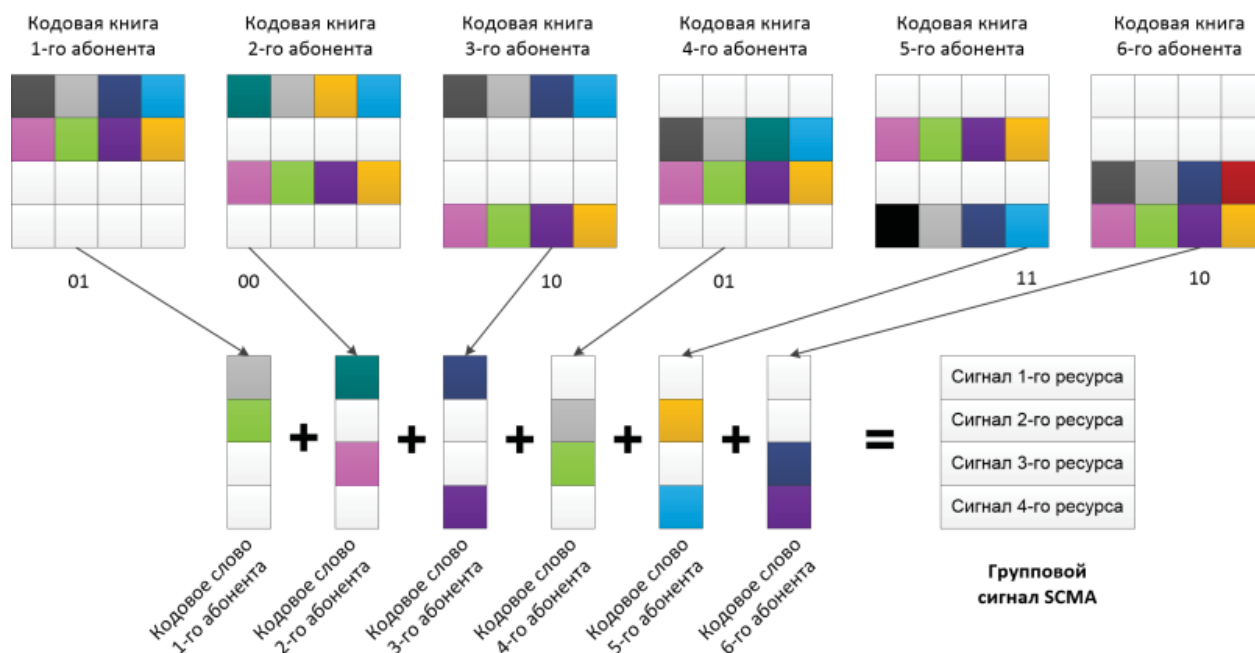 Кодовая книга
1-го абонента
Кодовая книга
2-го абонента
Кодовая книга
3-го абонента
Кодовая книга
4-го абонента
Кодовая книга
5-го абонента
Кодовая книга
6-го абонента
01
00
10
01
11
10
Сигнал 1-го ресурса
Сигнал 2-го ресурса
Сигнал 3-го ресурса
Сигнал 4-го ресурса
+
+
+
+
+
=
Кодовое слово
1-го абонента
Кодовое слово
2-го абонента
Кодовое слово
3-го абонента
Кодовое слово
4-го абонента
Кодовое слово
5-го абонента
Кодовое слово
6-го абонента
Групповой
сигнал SCMA